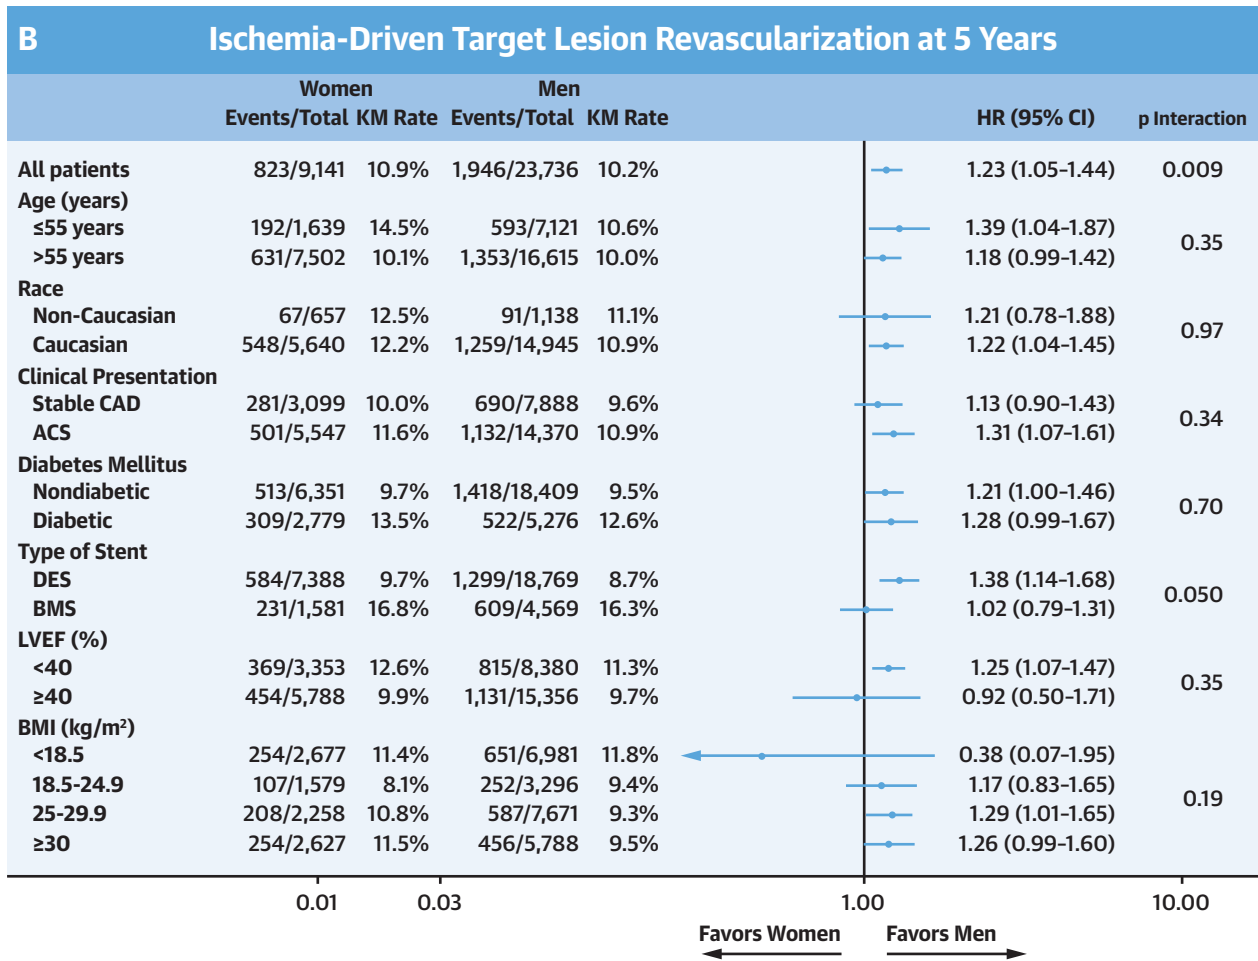 B Ischemia-Driven Target Lesion Revascularization at 5 Years
Women Men
Events/Total KM Rate Events/Total KM Rate HR (95% CI) p Interaction
All patients 823/9,141 10.9% 1,946/23,736 10.2% 1.23 (1.05–1.44) 0.009
Age (years)
≤55 years 192/1,639 14.5% 593/7,121 10.6% 1.39 (1.04–1.87)
0.35
>55 years 631/7,502 10.1% 1,353/16,615 10.0% 1.18 (0.99–1.42)
Race
Non-Caucasian 67/657 12.5% 91/1,138 11.1% 1.21 (0.78–1.88)
0.97
Caucasian 548/5,640 12.2% 1,259/14,945 10.9% 1.22 (1.04–1.45)
Clinical Presentation
Stable CAD 281/3,099 10.0% 690/7,888 9.6% 1.13 (0.90–1.43)
0.34
ACS 501/5,547 11.6% 1,132/14,370 10.9% 1.31 (1.07–1.61)
Diabetes Mellitus
Nondiabetic 513/6,351 9.7% 1,418/18,409 9.5% 1.21 (1.00–1.46)
0.70
Diabetic 309/2,779 13.5% 522/5,276 12.6% 1.28 (0.99–1.67)
Type of Stent
DES 584/7,388 9.7% 1,299/18,769 8.7% 1.38 (1.14–1.68)
0.050
BMS 231/1,581 16.8% 609/4,569 16.3% 1.02 (0.79–1.31)
LVEF (%)
<40 369/3,353 12.6% 815/8,380 11.3% 1.25 (1.07–1.47)
0.35
≥40 454/5,788 9.9% 1,131/15,356 9.7% 0.92 (0.50–1.71)
BMI (kg/m²)
<18.5 254/2,677 11.4% 651/6,981 11.8% 0.38 (0.07–1.95)
18.5-24.9 107/1,579 8.1% 252/3,296 9.4% 1.17 (0.83–1.65)
0.19
25-29.9 208/2,258 10.8% 587/7,671 9.3% 1.29 (1.01–1.65)
≥30 254/2,627 11.5% 456/5,788 9.5% 1.26 (0.99–1.60)
0.01 0.03 1.00 10.00
Favors Women Favors Men